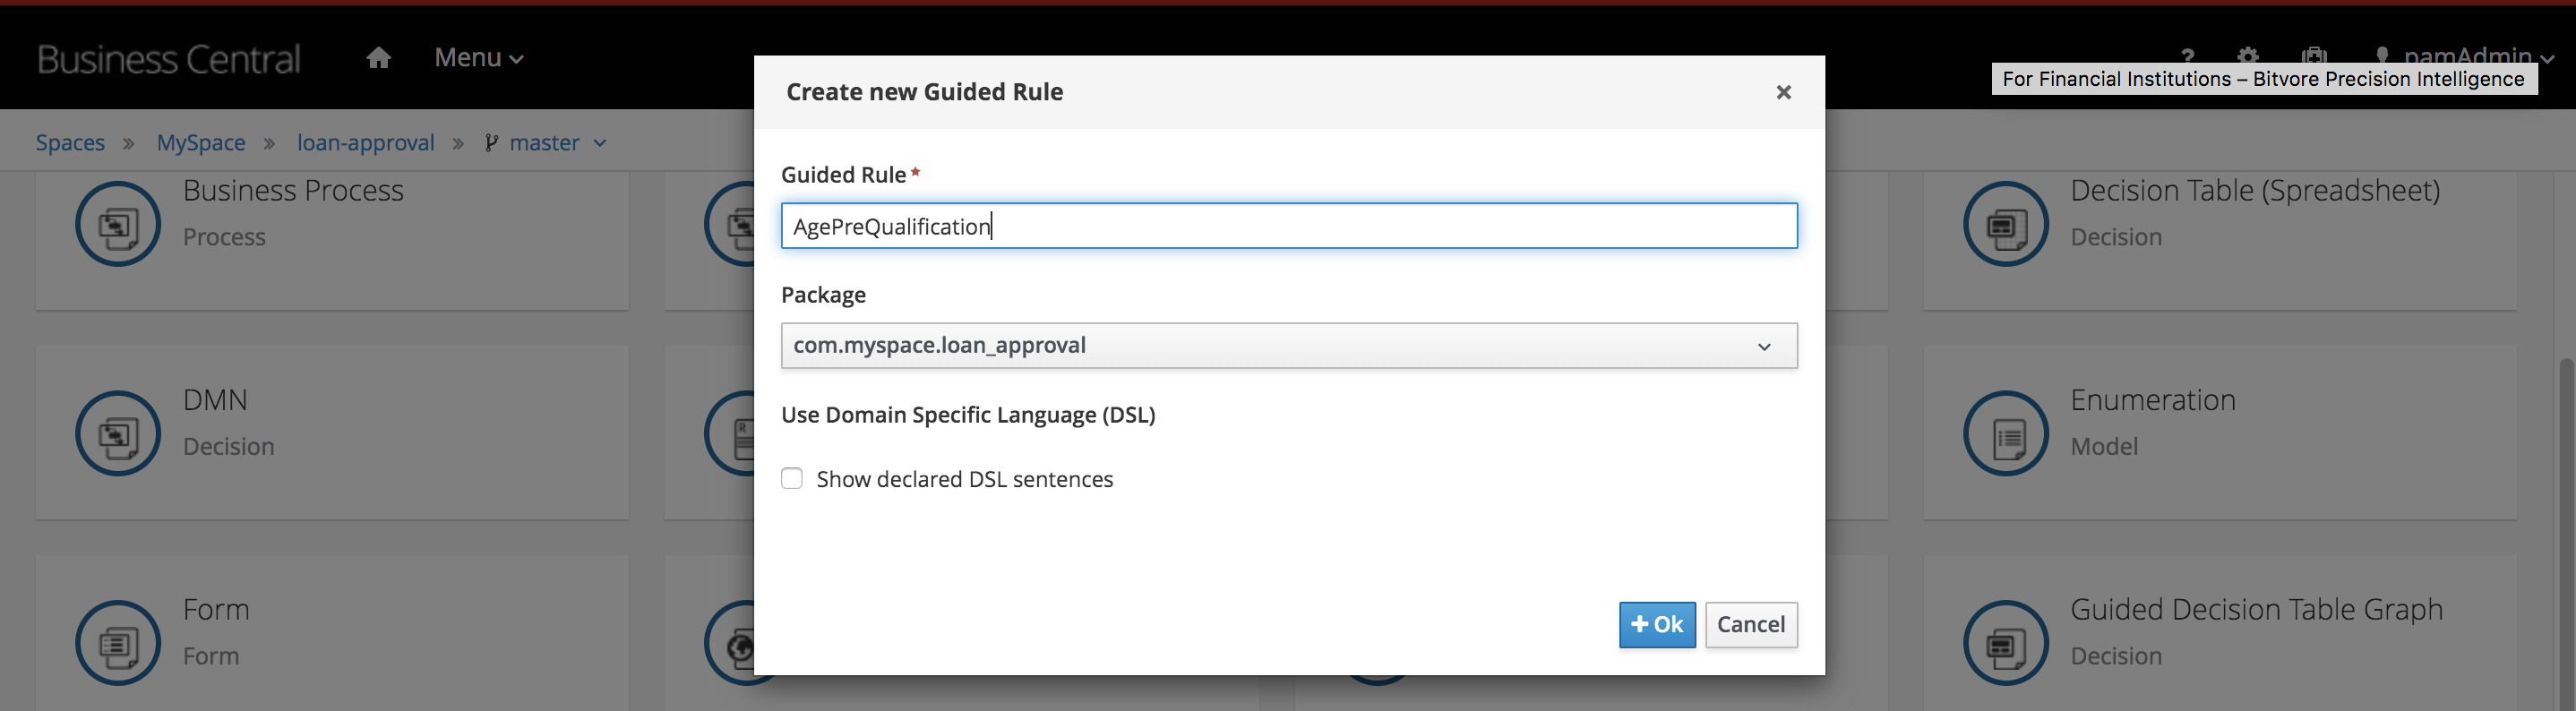 Business Central
Menu
?
pamAdmin
For Financial Institutions – Bitvore Precision Intelligence
Spaces » MySpace » loan-approval » master
Create new Guided Rule
×
Guided Rule *
AgePreQualification
Package
com.myspace.loan_approval
Use Domain Specific Language (DSL)
Show declared DSL sentences
+ Ok
Cancel
Business Process
Process
Decision Table (Spreadsheet)
Decision
DMN
Decision
Enumeration
Model
Form
Form
Guided Decision Table Graph
Decision